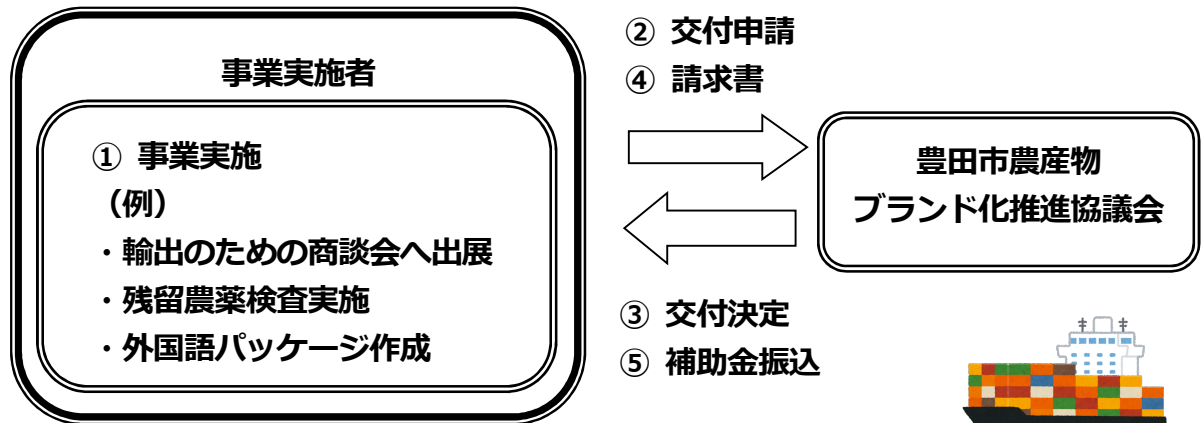 事業実施者
① 事業実施
(例)
・輸出のための商談会へ出展
・残留農薬検査実施
・外国語パッケージ作成
② 交付申請
④ 請求書
豊田市農産物
ブランド化推進協議会
③ 交付決定
⑤ 補助金振込